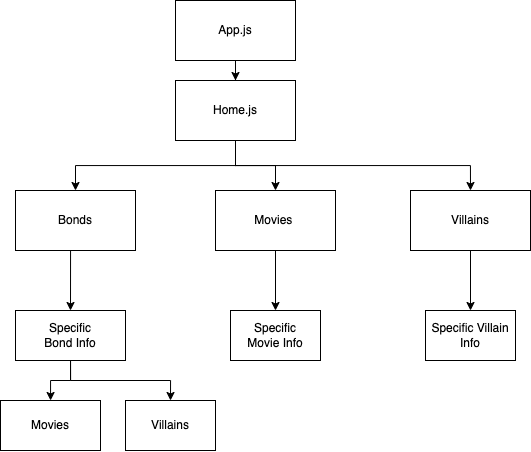 App.js
Home.js
Bonds
Movies
Villains
Specific
Bond Info
Specific
Movie Info
Specific Villain
Info
Movies
Villains